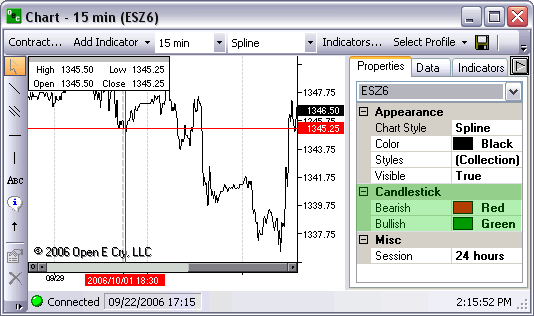 Chart - 15 min (ESZ6)
Contract... Add Indicator 15 min Spline Indicators... Select Profile
High 1345.50 Low 1345.25
Open 1345.50 Close 1345.25
Properties Data Indicators
ESZ6
Appearance
Chart Style Spline
Color Black
Styles (Collection)
Visible True
Candlestick
Bearish Red
Bullish Green
Misc
Session 24 hours
ABC
1347.75
1346.50
1345.75
1345.25
1343.75
1341.75
1339.75
1337.75
© 2006 Open E Cry, LLC
09/29 2006/10/01 18:30
Connected 09/22/2006 17:15 2:15:52 PM